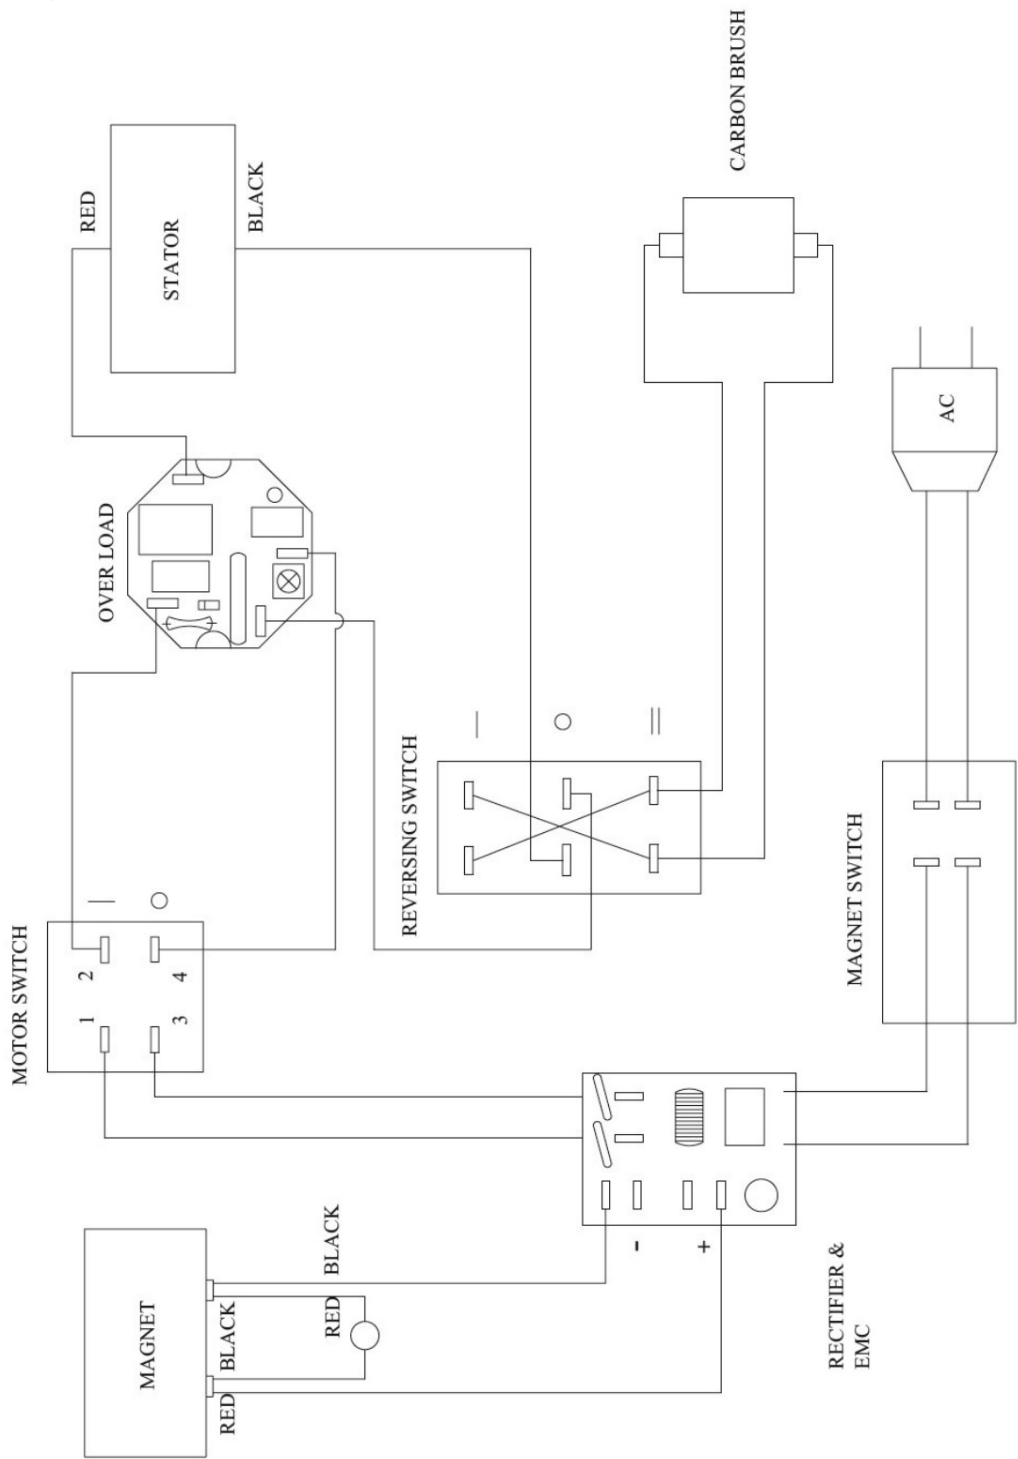 MAGNET
RED
BLACK
RED
BLACK
RECTIFIER &
EMC
-
+
MOTOR SWITCH
1
2
3
4
|
○
OVER LOAD
RED
STATOR
BLACK
REVERSING SWITCH
|
○
||
CARBON BRUSH
MAGNET SWITCH
AC